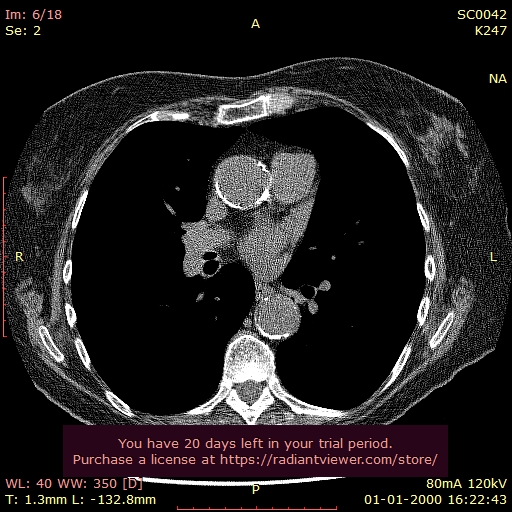 Im: 6/18
Se: 2
A
SC0042
K247
NA
R
L
You have 20 days left in your trial period.
Purchase a license at https://radiantviewer.com/store/
WL: 40 WW: 350 [D]
T: 1.3mm L: -132.8mm
P
80mA 120kV
01-01-2000 16:22:43